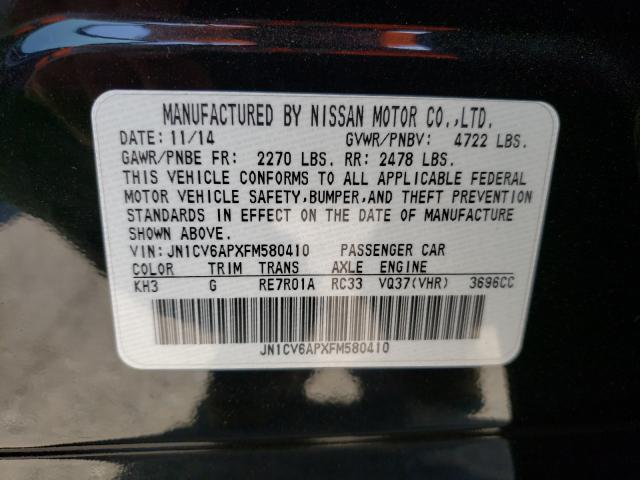 MANUFACTURED BY NISSAN MOTOR CO.,LTD.
DATE: 11/14 GVWR/PNBV: 4722 LBS.
GAWR/PNBE FR: 2270 LBS. RR: 2478 LBS.
THIS VEHICLE CONFORMS TO ALL APPLICABLE FEDERAL
MOTOR VEHICLE SAFETY,BUMPER,AND THEFT PREVENTION
STANDARDS IN EFFECT ON THE DATE OF MANUFACTURE
SHOWN ABOVE.
VIN: JN1CV6APXFM580410 PASSENGER CAR
COLOR TRIM TRANS AXLE ENGINE
KH3 G RE7R01A RC33 VQ37(VHR) 3696CC
JN1CV6APXFM580410